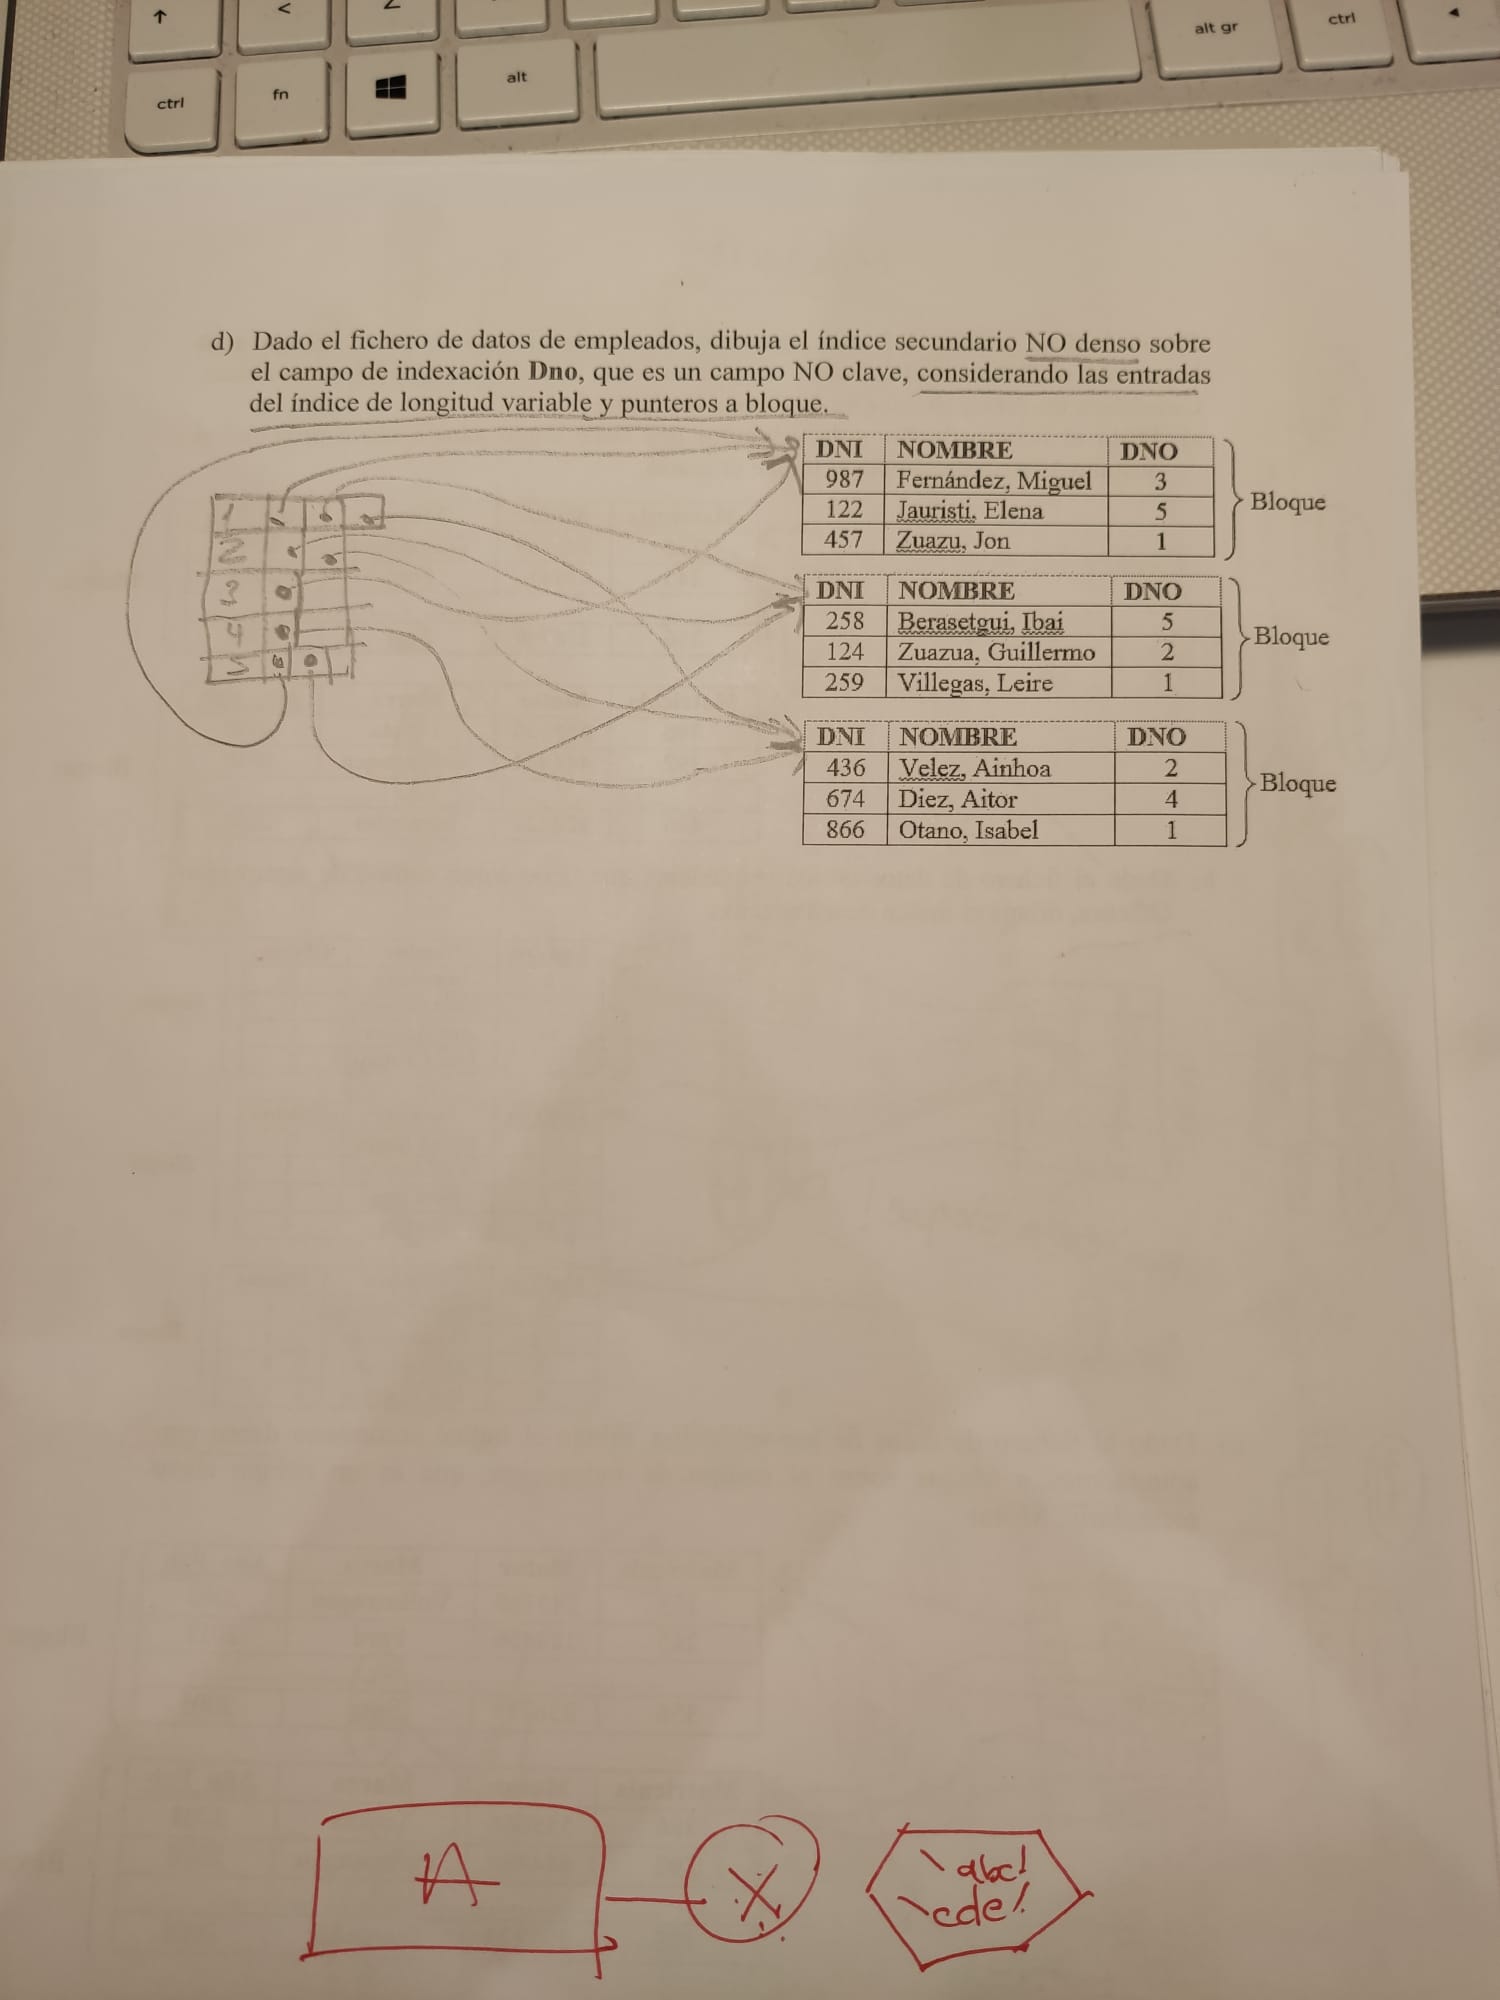 alt gr
ctrl
ctrl
fn
alt
d) Dado el fichero de datos de empleados, dibuja el índice secundario NO denso sobre
el campo de indexación Dno, que es un campo NO clave, considerando las entradas
del índice de longitud variable y punteros a bloque.
DNI NOMBRE DNO
987 Fernández, Miguel 3
122 Jauristi, Elena 5
457 Zuazu, Jon 1
Bloque
DNI NOMBRE DNO
258 Berasetgui, Ibai 5
124 Zuazua, Guillermo 2
259 Villegas, Leire 1
Bloque
DNI NOMBRE DNO
436 Velez, Ainhoa 2
674 Diez, Aitor 4
866 Otano, Isabel 1
Bloque
1
2
3
4
5
A
X
\abc!
\cde!